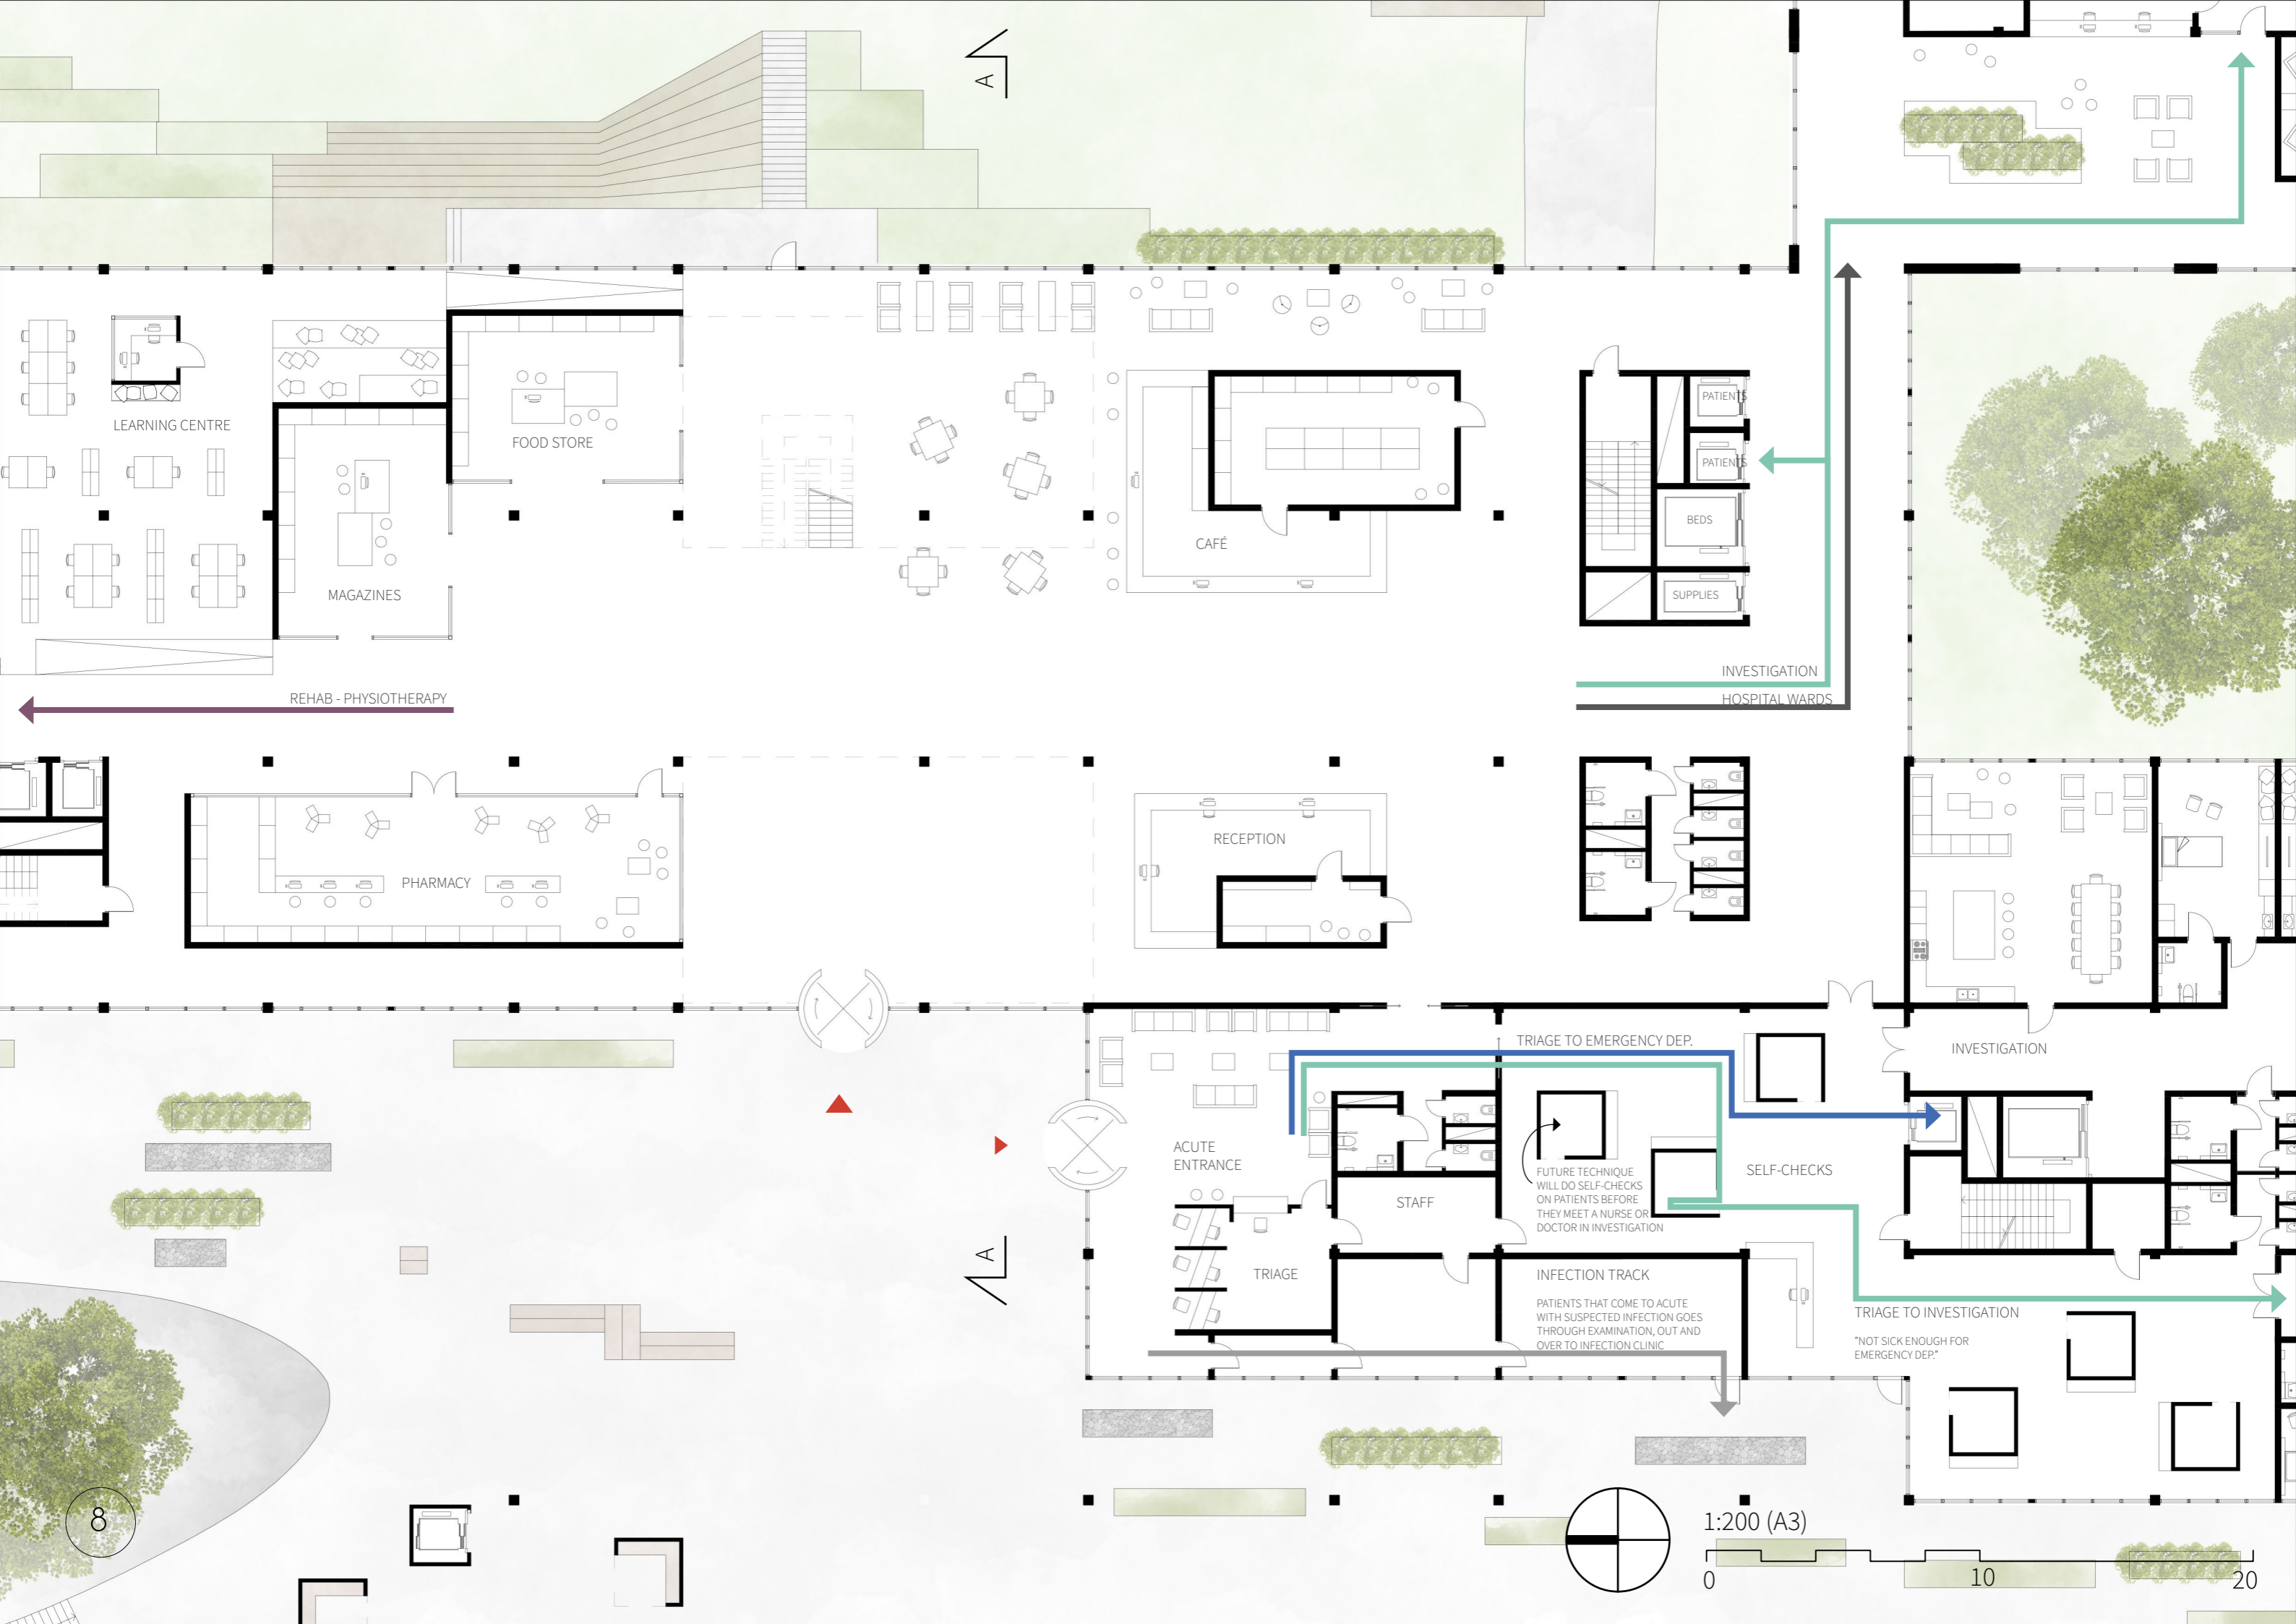 A
PATIENTS
PATIENTS
LEARNING CENTRE
FOOD STORE
BEDS
CAFÉ
MAGAZINES
SUPPLIES
INVESTIGATION
REHAB - PHYSIOTHERAPY
HOSPITAL WARDS
RECEPTION
PHARMACY
TRIAGE TO EMERGENCY DEP.
INVESTIGATION
ACUTE
ENTRANCE
SELF-CHECKS
FUTURE TECHNIQUE
WILL DO SELF-CHECKS
ON PATIENTS BEFORE
THEY MEET A NURSE OR
DOCTOR IN INVESTIGATION
STAFF
A
TRIAGE
INFECTION TRACK
PATIENTS THAT COME TO ACUTE
WITH SUSPECTED INFECTION GOES
THROUGH EXAMINATION, OUT AND
OVER TO INFECTION CLINIC
TRIAGE TO INVESTIGATION
"NOT SICK ENOUGH FOR
EMERGENCY DEP."
8
1:200 (A3)
0 10 20